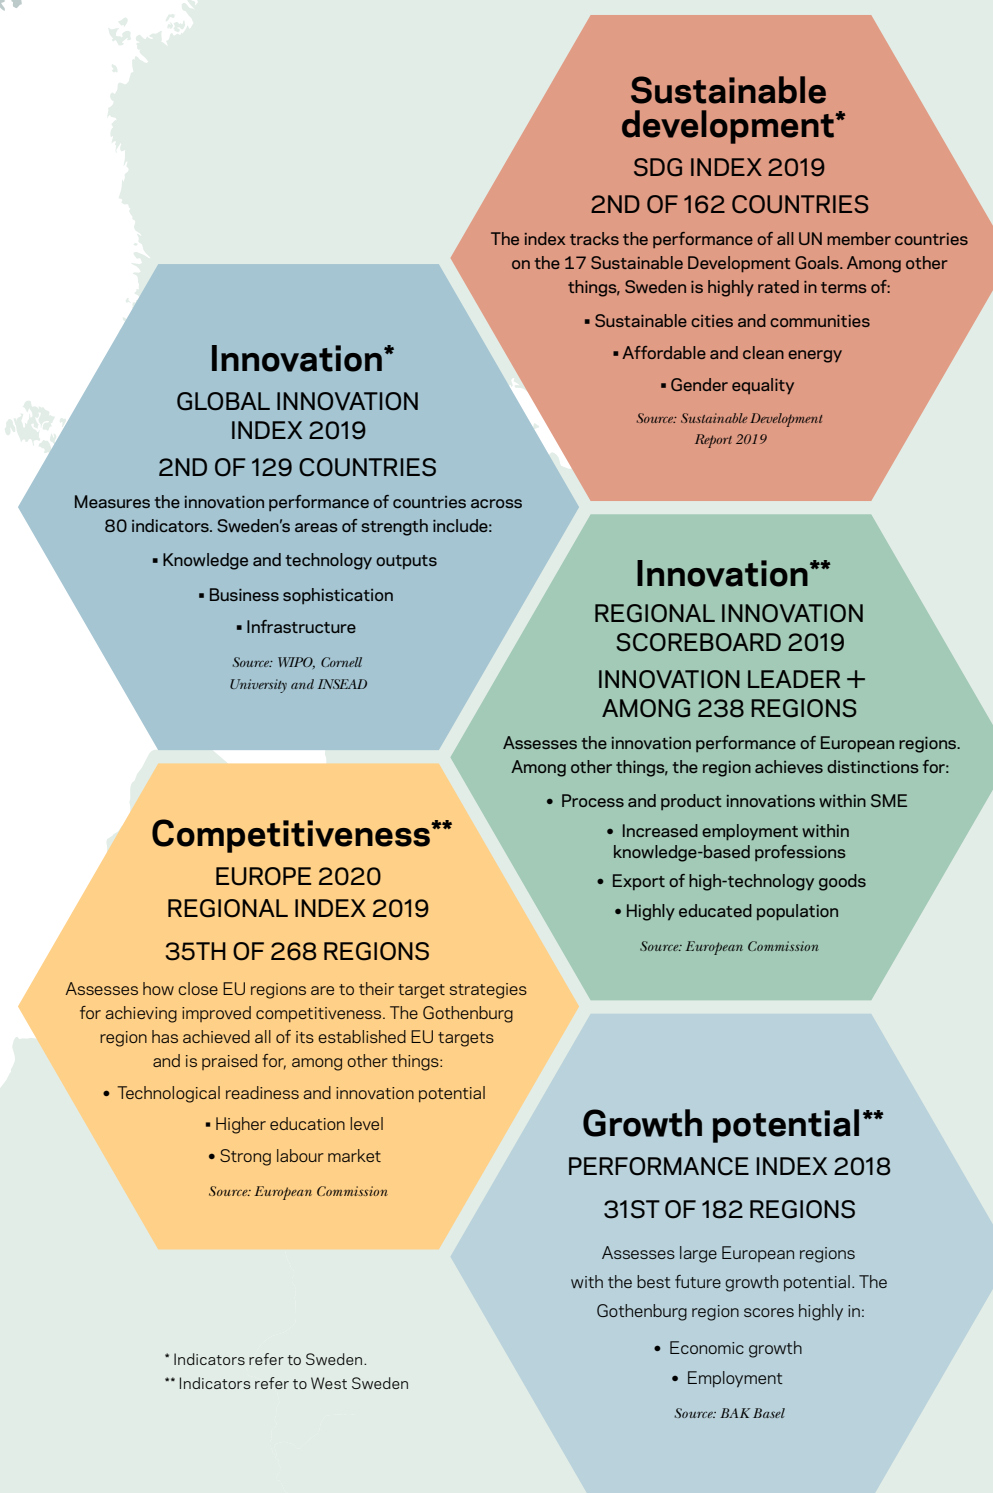 Sustainable
development*
SDG INDEX 2019
2ND OF 162 COUNTRIES
The index tracks the performance of all UN member countries
on the 17 Sustainable Development Goals. Among other
things, Sweden is highly rated in terms of:
▪ Sustainable cities and communities
▪ Affordable and clean energy
▪ Gender equality
Source: Sustainable Development
Report 2019
Innovation*
GLOBAL INNOVATION
INDEX 2019
2ND OF 129 COUNTRIES
Measures the innovation performance of countries across
80 indicators. Sweden’s areas of strength include:
▪ Knowledge and technology outputs
▪ Business sophistication
▪ Infrastructure
Source: WIPO, Cornell
University and INSEAD
Innovation**
REGIONAL INNOVATION
SCOREBOARD 2019
INNOVATION LEADER +
AMONG 238 REGIONS
Assesses the innovation performance of European regions.
Among other things, the region achieves distinctions for:
• Process and product innovations within SME
• Increased employment within
knowledge-based professions
• Export of high-technology goods
• Highly educated population
Source: European Commission
Competitiveness**
EUROPE 2020
REGIONAL INDEX 2019
35TH OF 268 REGIONS
Assesses how close EU regions are to their target strategies
for achieving improved competitiveness. The Gothenburg
region has achieved all of its established EU targets
and is praised for, among other things:
• Technological readiness and innovation potential
▪ Higher education level
• Strong labour market
Source: European Commission
Growth potential**
PERFORMANCE INDEX 2018
31ST OF 182 REGIONS
Assesses large European regions
with the best future growth potential. The
Gothenburg region scores highly in:
• Economic growth
• Employment
Source: BAK Basel
* Indicators refer to Sweden.
** Indicators refer to West Sweden